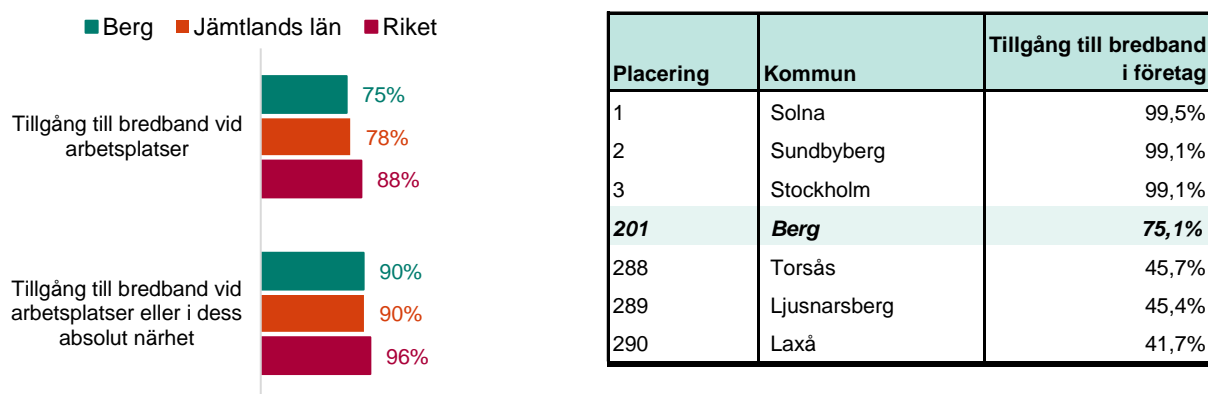 Berg Jämtlands län Riket
Tillgång till bredband vid
arbetsplatser
75%
78%
88%
Tillgång till bredband vid
arbetsplatser eller i dess
absolut närhet
90%
90%
96%
Placering Kommun Tillgång till bredband
i företag
1 Solna 99,5%
2 Sundbyberg 99,1%
3 Stockholm 99,1%
201 Berg 75,1%
288 Torsås 45,7%
289 Ljusnarsberg 45,4%
290 Laxå 41,7%